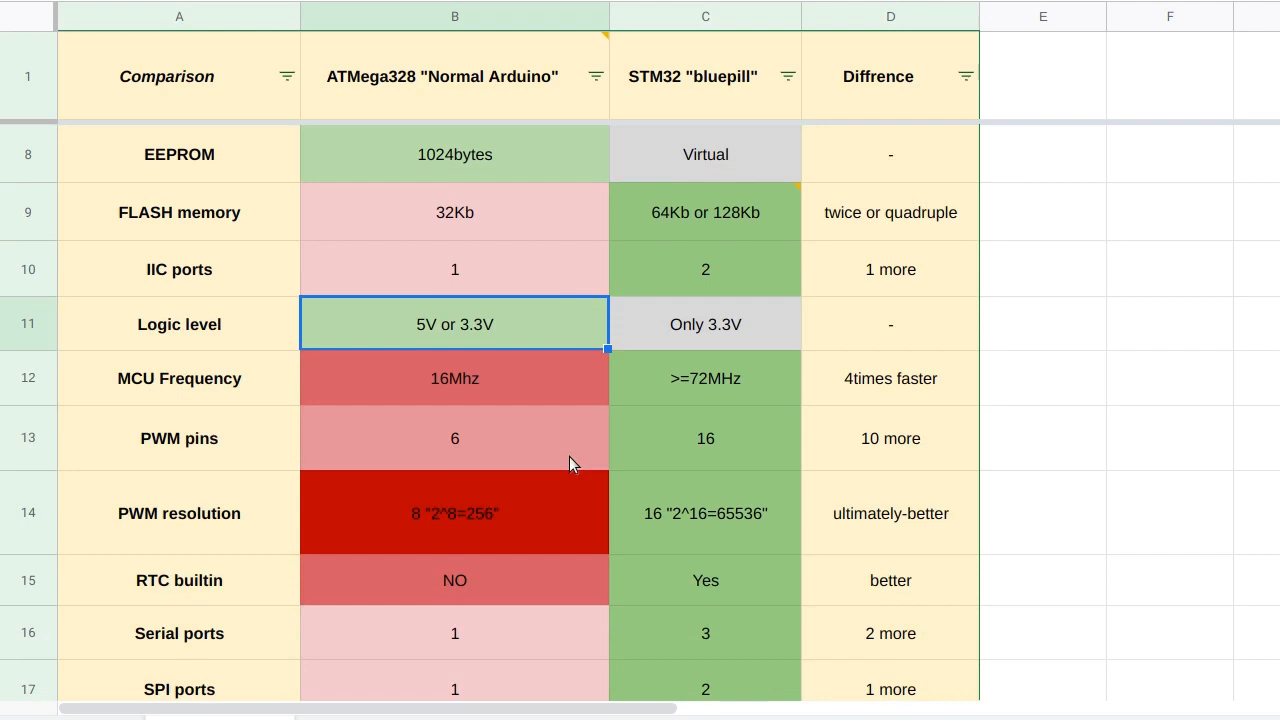 A B C D E F
1 Comparison ATMega328 "Normal Arduino" STM32 "bluepill" Diffrence
8 EEPROM 1024bytes Virtual -
9 FLASH memory 32Kb 64Kb or 128Kb twice or quadruple
10 IIC ports 1 2 1 more
11 Logic level 5V or 3.3V Only 3.3V -
12 MCU Frequency 16Mhz >=72MHz 4times faster
13 PWM pins 6 16 10 more
14 PWM resolution 8 "2^8=256" 16 "2^16=65536" ultimately-better
15 RTC builtin NO Yes better
16 Serial ports 1 3 2 more
17 SPI ports 1 2 1 more